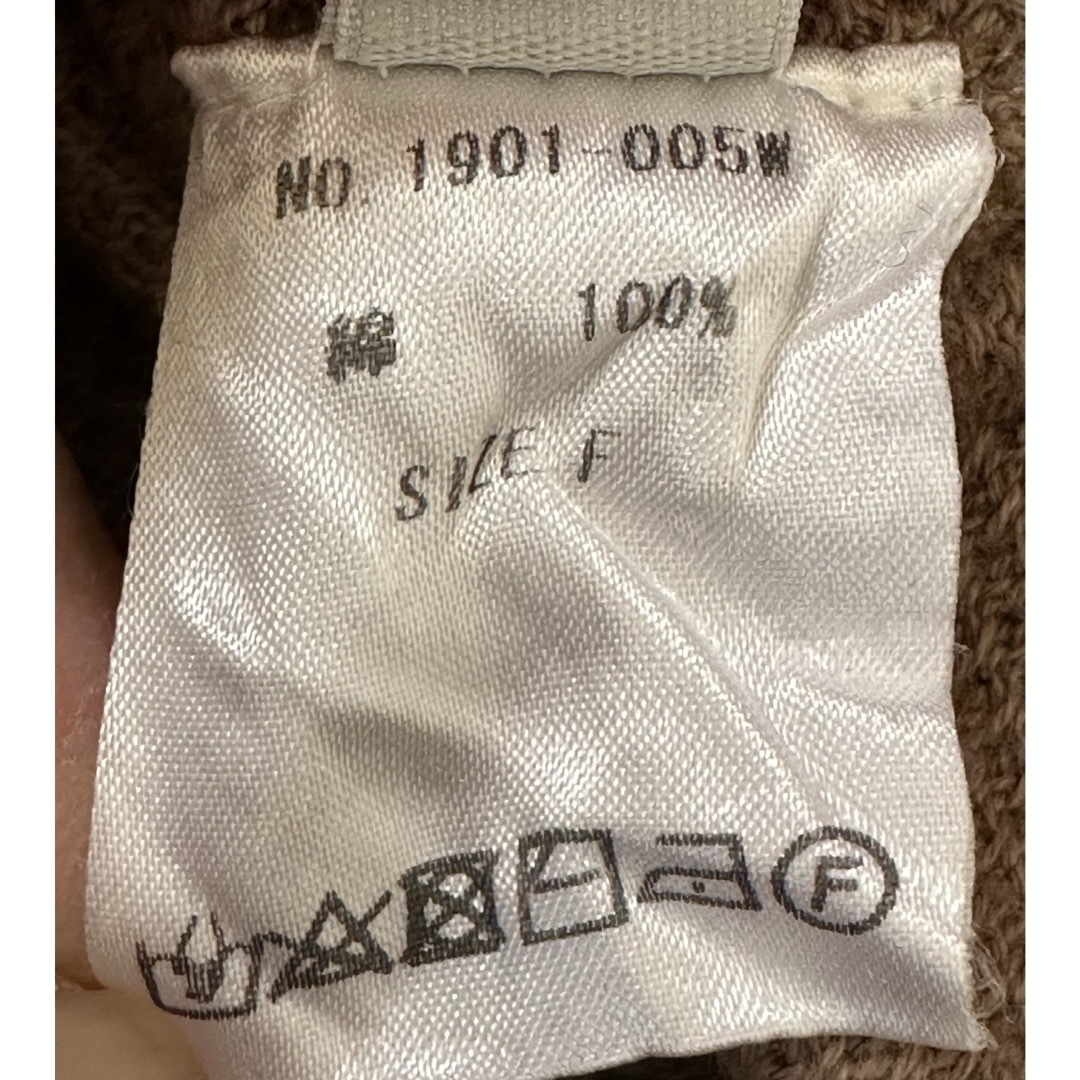 NO. 1901-005W
綿 100%
SIZE F
F